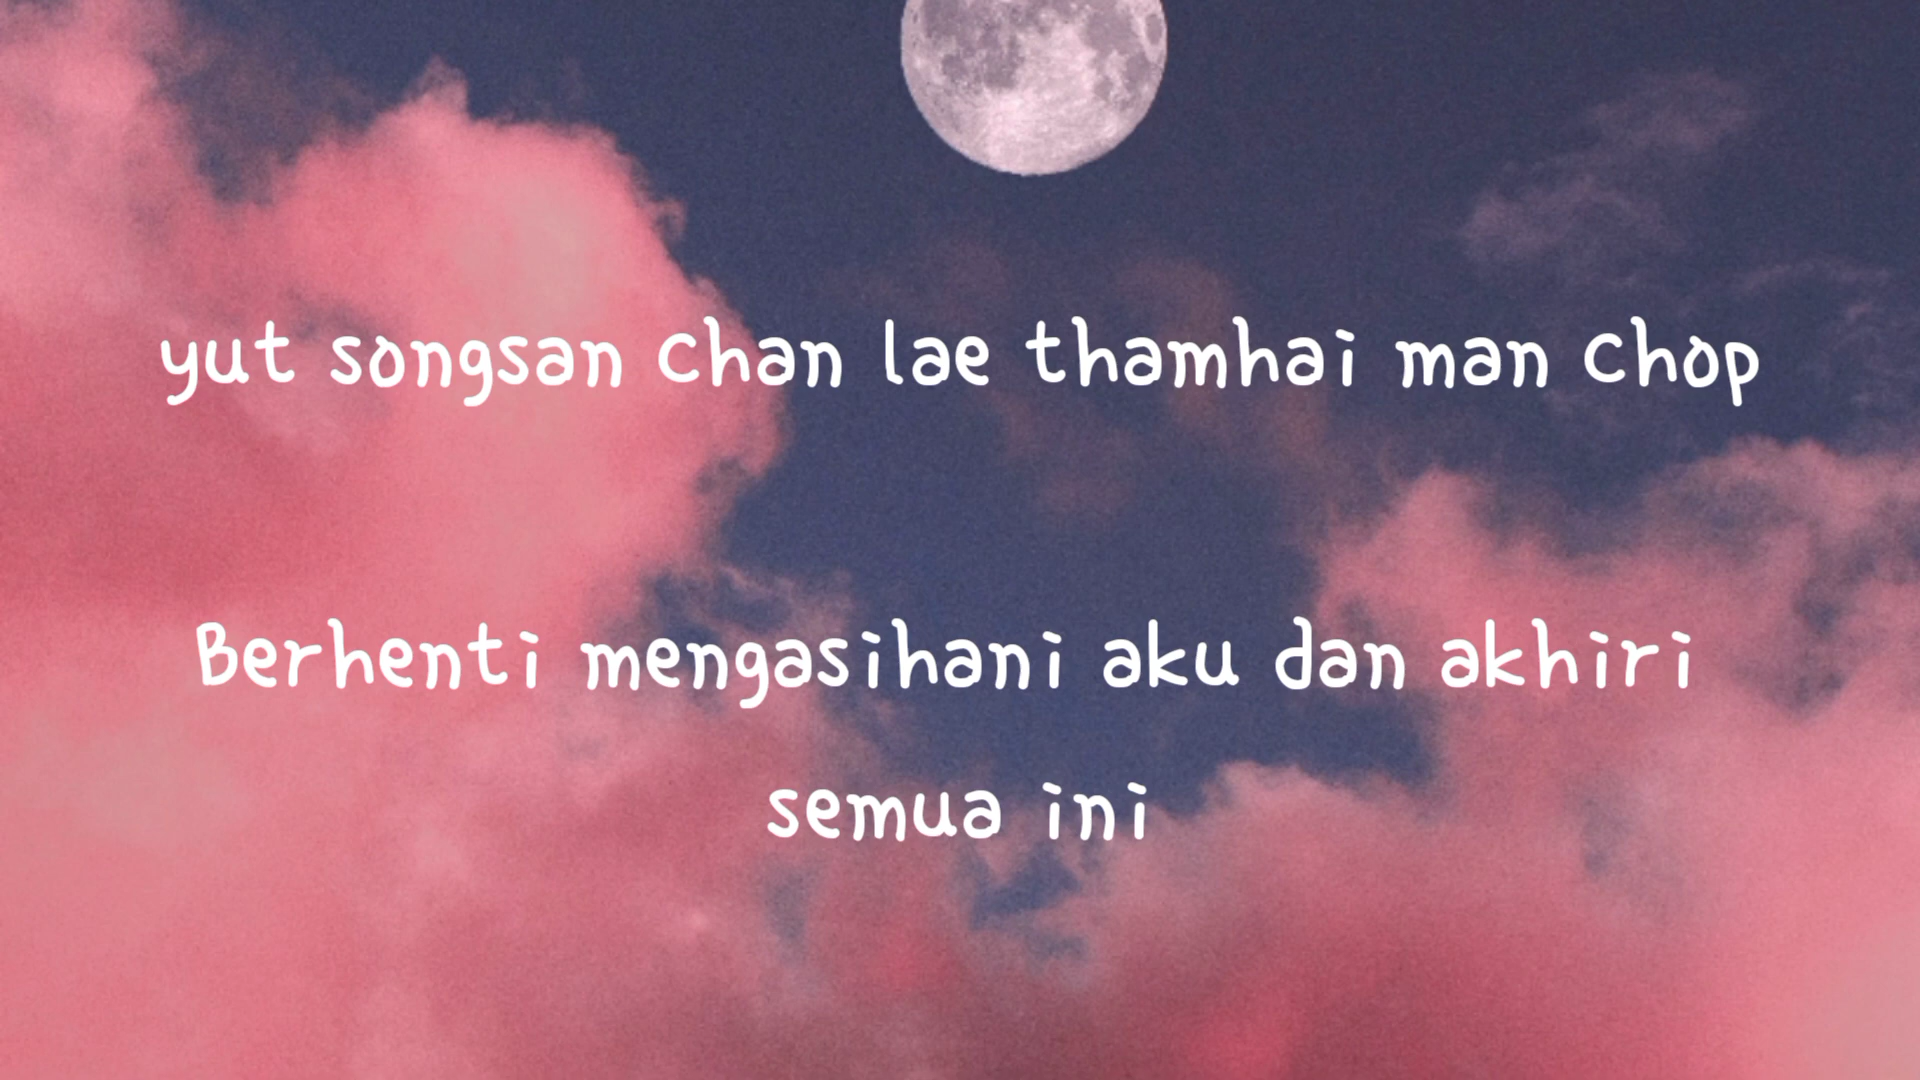 yut songsan chan lae thamhai man chop
Berhenti mengasihani aku dan akhiri
semua ini